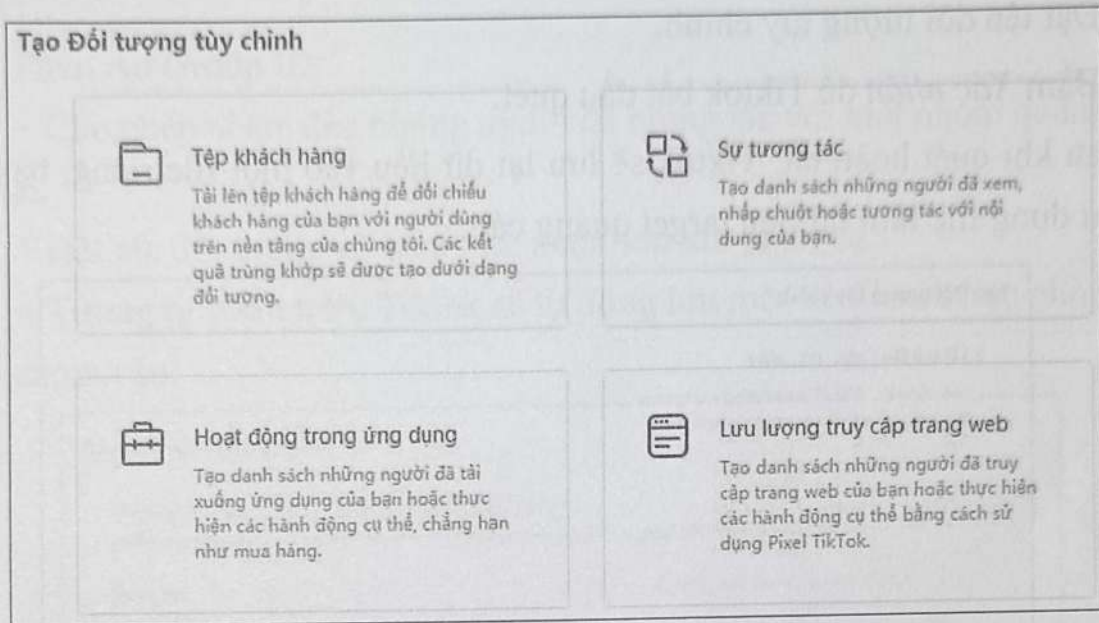 Tạo Đối tượng tùy chỉnh
Tệp khách hàng
Tải lên tệp khách hàng để đối chiếu
khách hàng của bạn với người dùng
trên nền tảng của chúng tôi. Các kết
quả trùng khớp sẽ được tạo dưới dạng
đối tượng.
Sự tương tác
Tạo danh sách những người đã xem,
nhấp chuột hoặc tương tác với nội
dung của bạn.
Hoạt động trong ứng dụng
Tạo danh sách những người đã tải
xuống ứng dụng của bạn hoặc thực
hiện các hành động cụ thể, chẳng hạn
như mua hàng.
Lưu lượng truy cập trang web
Tạo danh sách những người đã truy
cập trang web của bạn hoặc thực hiện
các hành động cụ thể bằng cách sử
dụng Pixel TikTok.